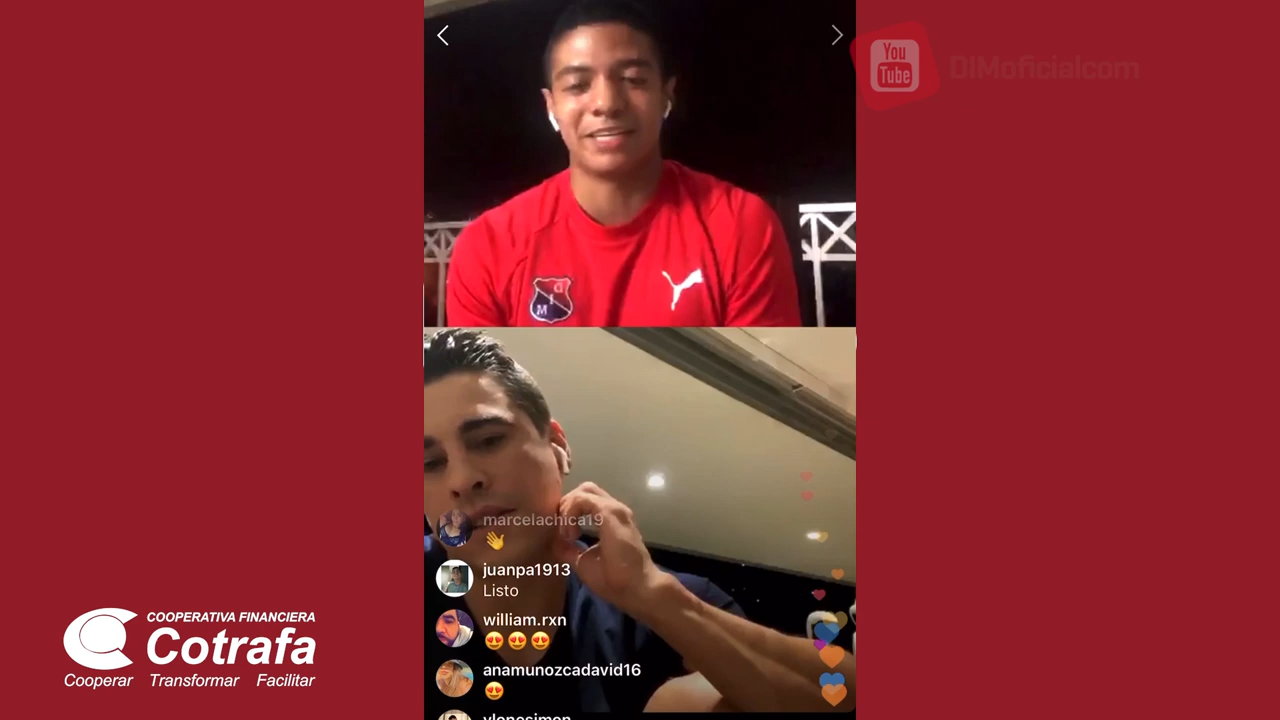 You
Tube
DIMoficialcom
D
I
M
marcelachica19
👋
juanpa1913
Listo
william.rxn
😍😍😍
anamunozcadavid16
😍
COOPERATIVA FINANCIERA
Cotrafa
Cooperar Transformar Facilitar